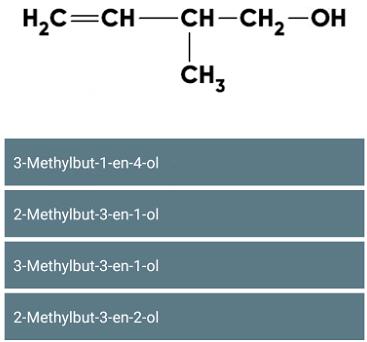 H₂C=CH—CH–CH₂–OH
CH₃
3-Methylbut-1-en-4-ol
2-Methylbut-3-en-1-ol
3-Methylbut-3-en-1-ol
2-Methylbut-3-en-2-ol